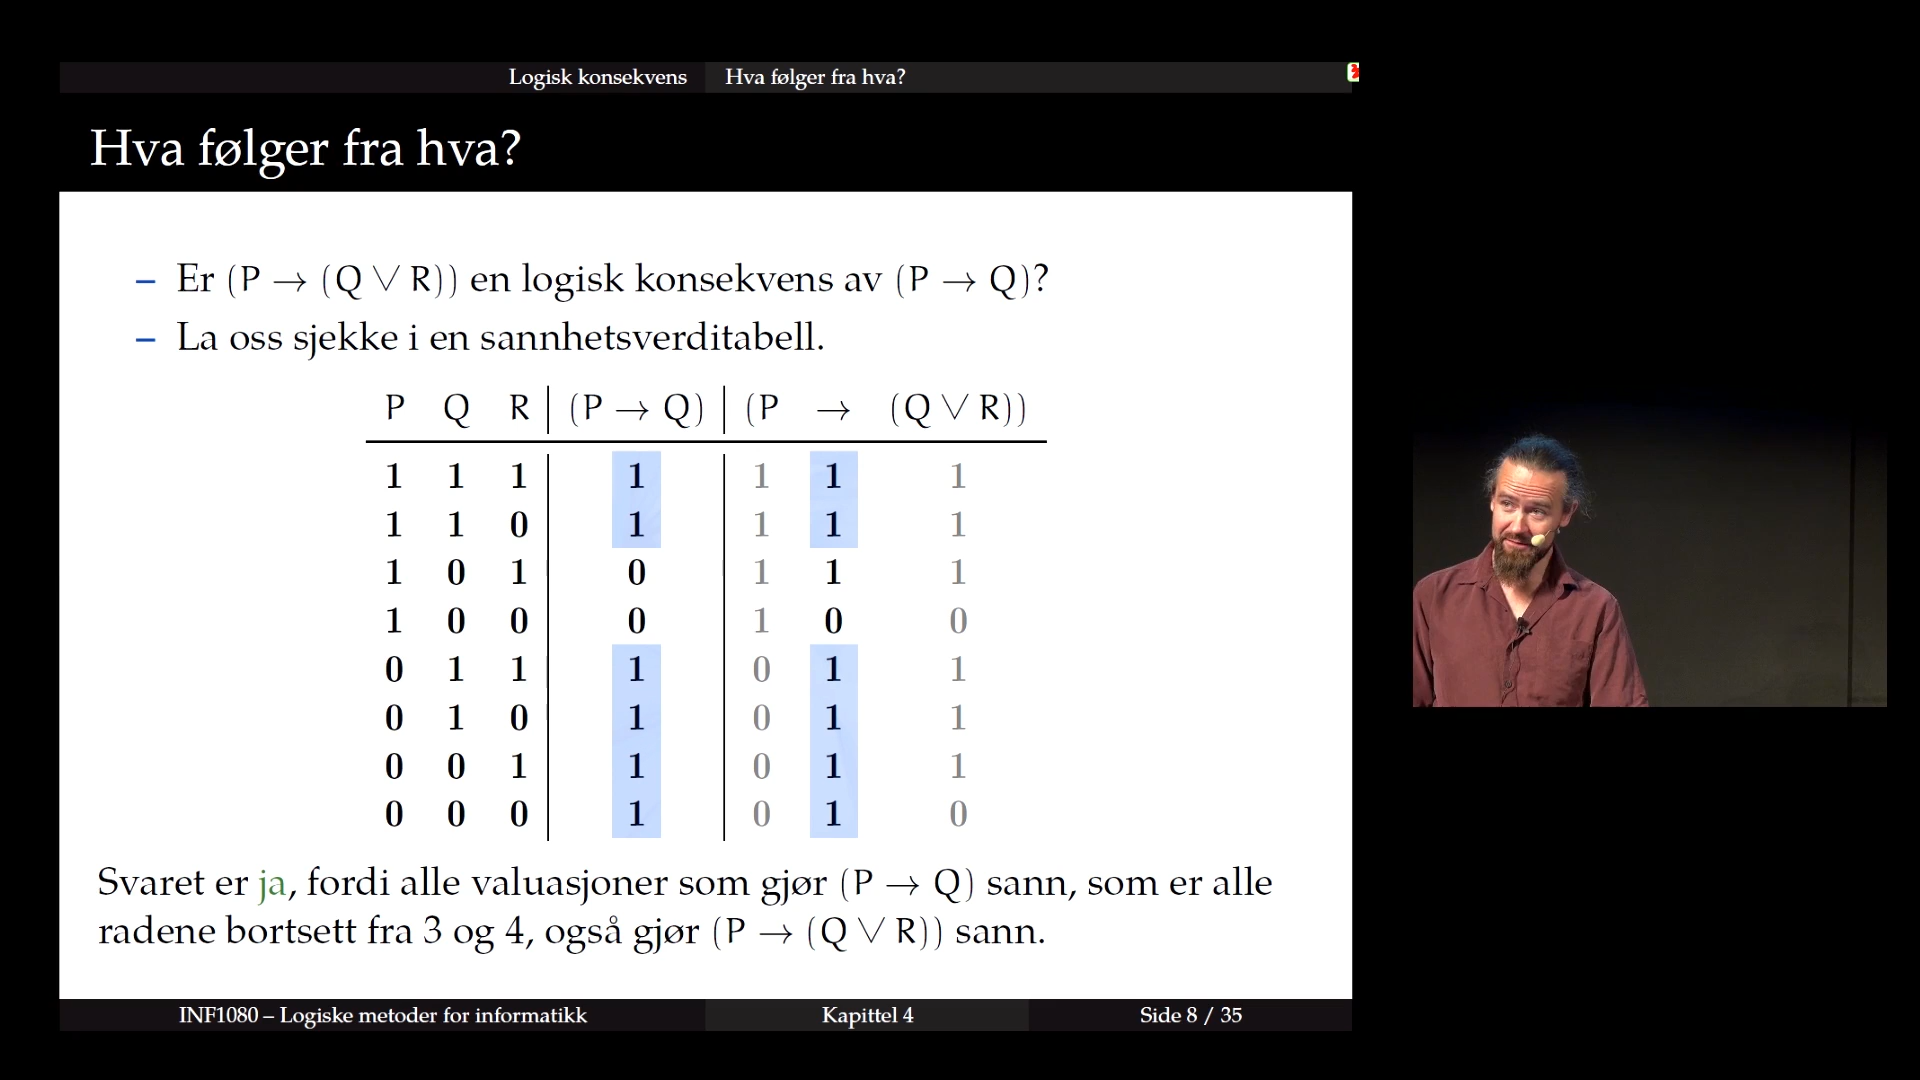 Logisk konsekvens Hva følger fra hva?
Hva følger fra hva?
– Er (P → (Q ∨ R)) en logisk konsekvens av (P → Q)?
– La oss sjekke i en sannhetsverditabell.
P Q R (P → Q) (P → (Q ∨ R))
1 1 1 1 1 1 1
1 1 0 1 1 1 1
1 0 1 0 1 1 1
1 0 0 0 1 0 0
0 1 1 1 0 1 1
0 1 0 1 0 1 1
0 0 1 1 0 1 1
0 0 0 1 0 1 0
Svaret er ja, fordi alle valuasjoner som gjør (P → Q) sann, som er alle
radene bortsett fra 3 og 4, også gjør (P → (Q ∨ R)) sann.
INF1080 – Logiske metoder for informatikk Kapittel 4 Side 8 / 35